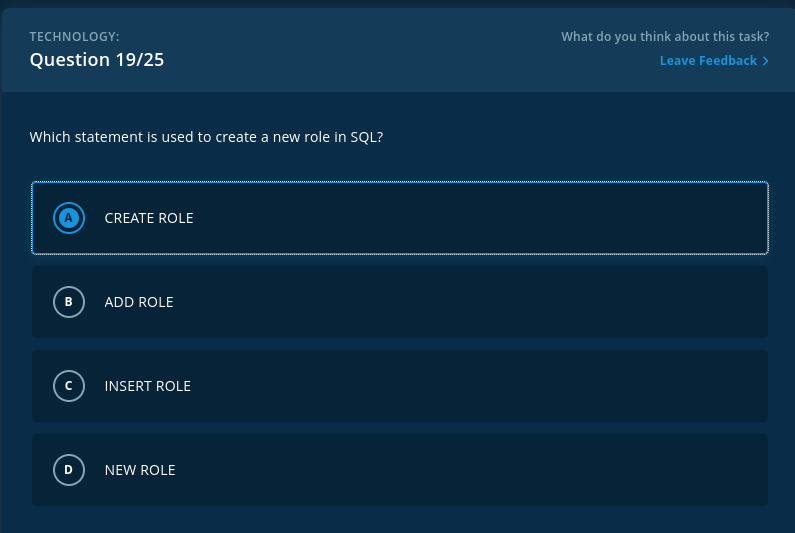 TECHNOLOGY:
Question 19/25
What do you think about this task?
Leave Feedback >
Which statement is used to create a new role in SQL?
A CREATE ROLE
B ADD ROLE
C INSERT ROLE
D NEW ROLE